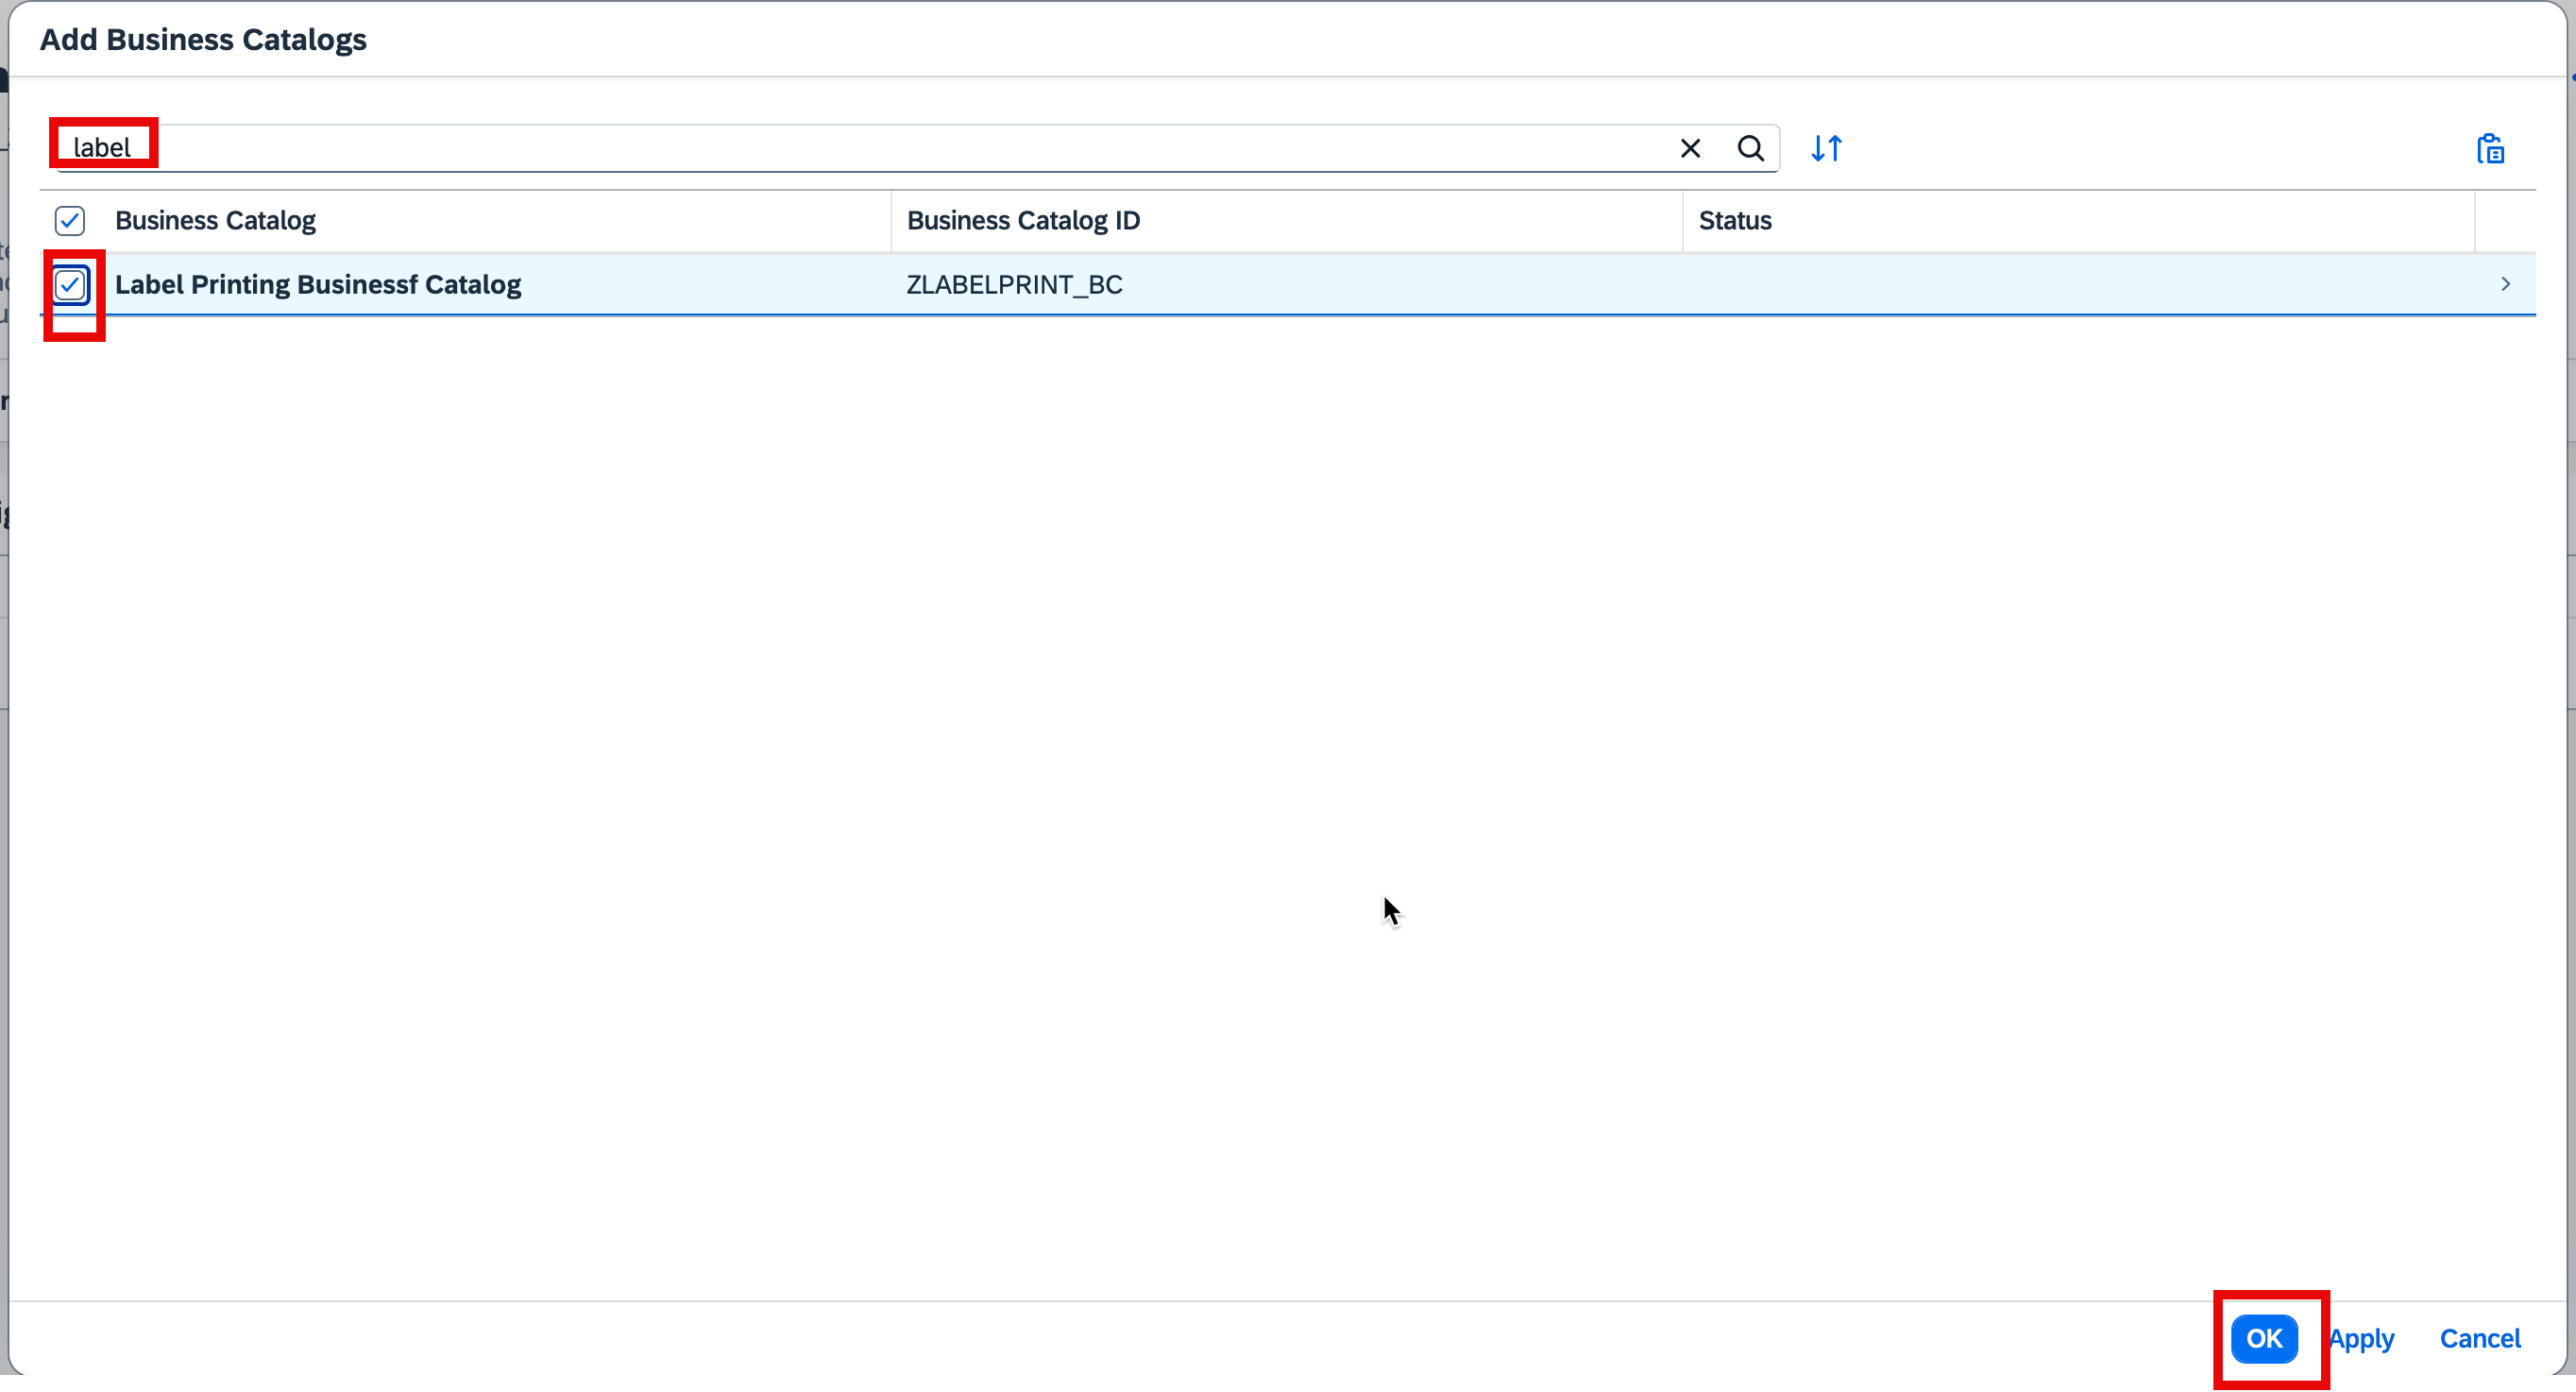 Add Business Catalogs
label
Business Catalog Business Catalog ID Status
Label Printing Businessf Catalog ZLABELPRINT_BC
OK Apply Cancel